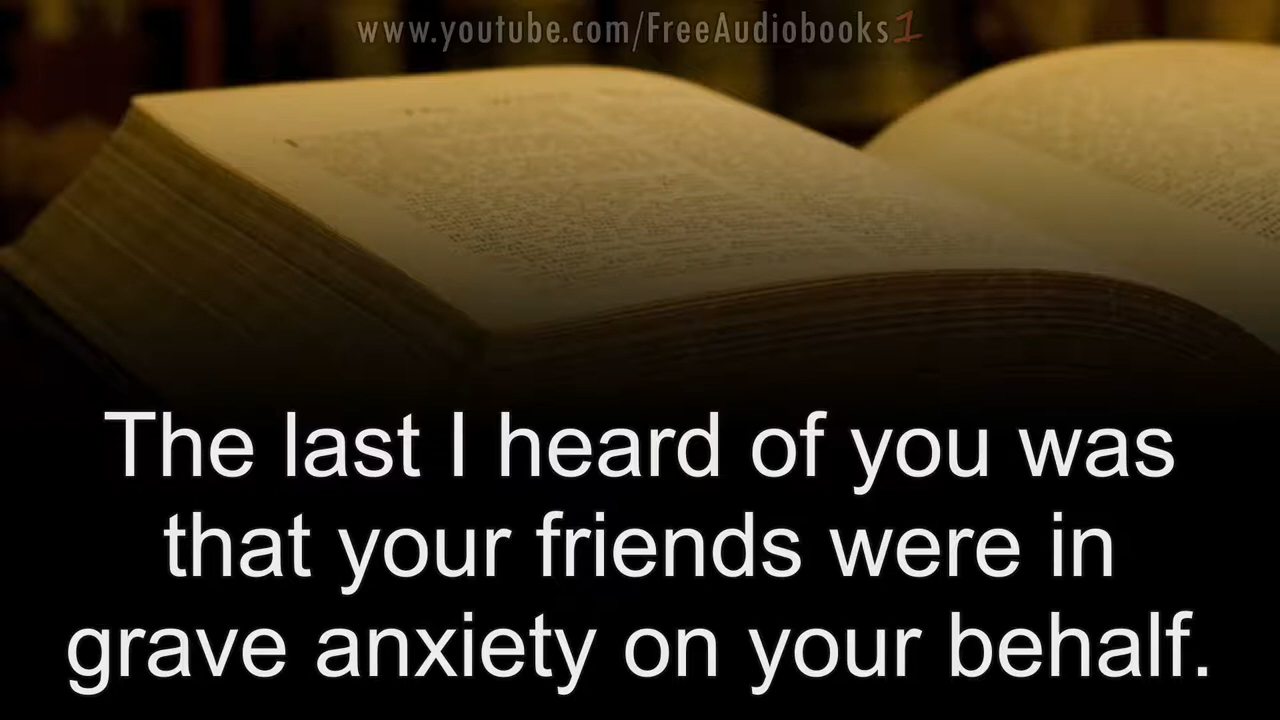 www.youtube.com/FreeAudiobooks1
The last I heard of you was
that your friends were in
grave anxiety on your behalf.